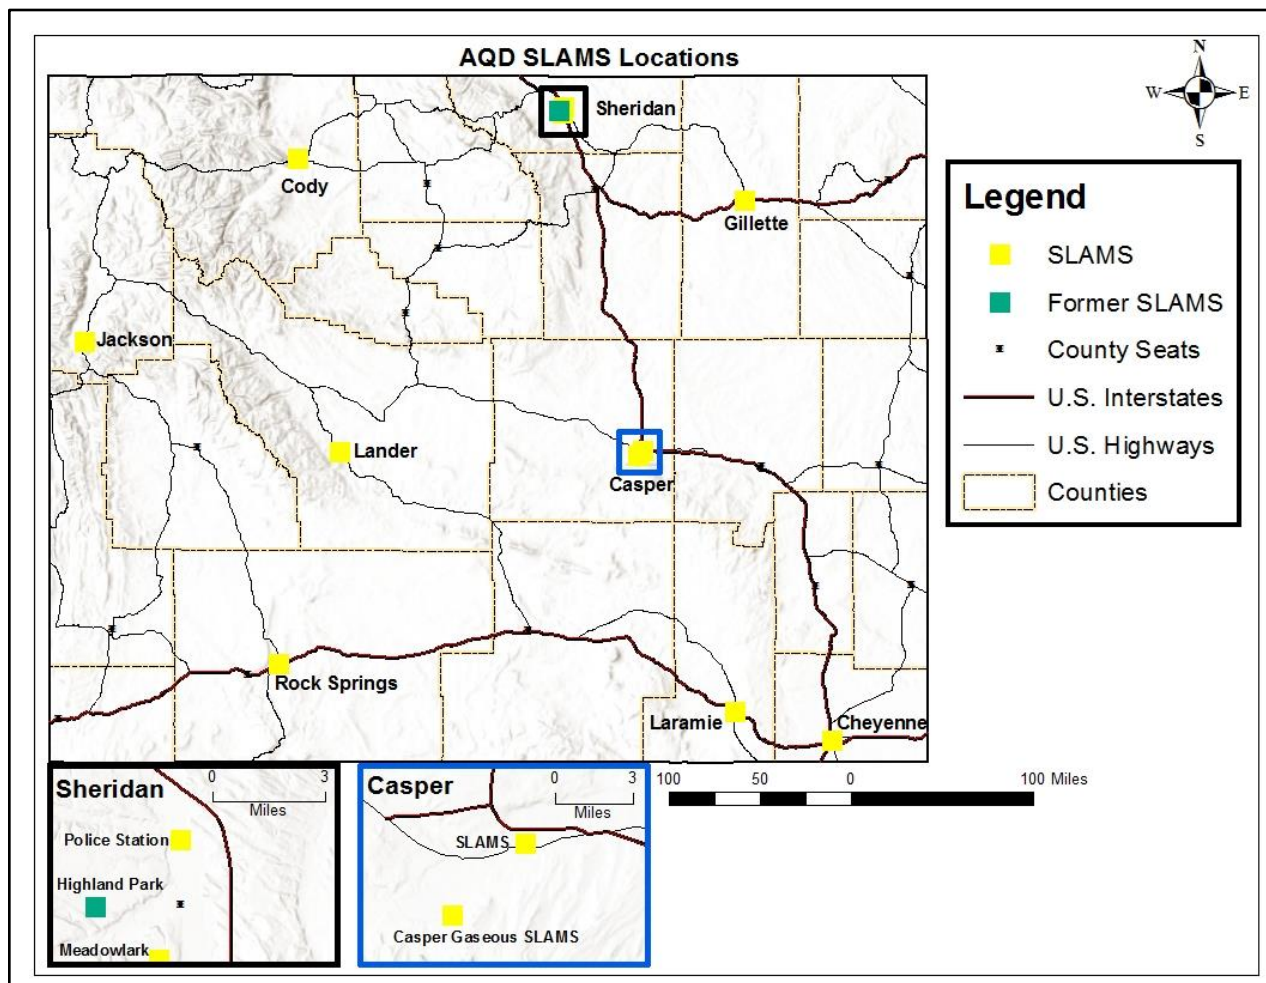 AQD SLAMS Locations
N
W E
S
Sheridan
Cody
Gillette
Jackson
Lander
Casper
Rock Springs
Laramie
Cheyenne
Legend
SLAMS
Former SLAMS
County Seats
U.S. Interstates
U.S. Highways
Counties
Sheridan
0 3
Miles
Police Station
Highland Park
Meadowlark
Casper
0 3
Miles
SLAMS
Casper Gaseous SLAMS
100 50 0 100 Miles